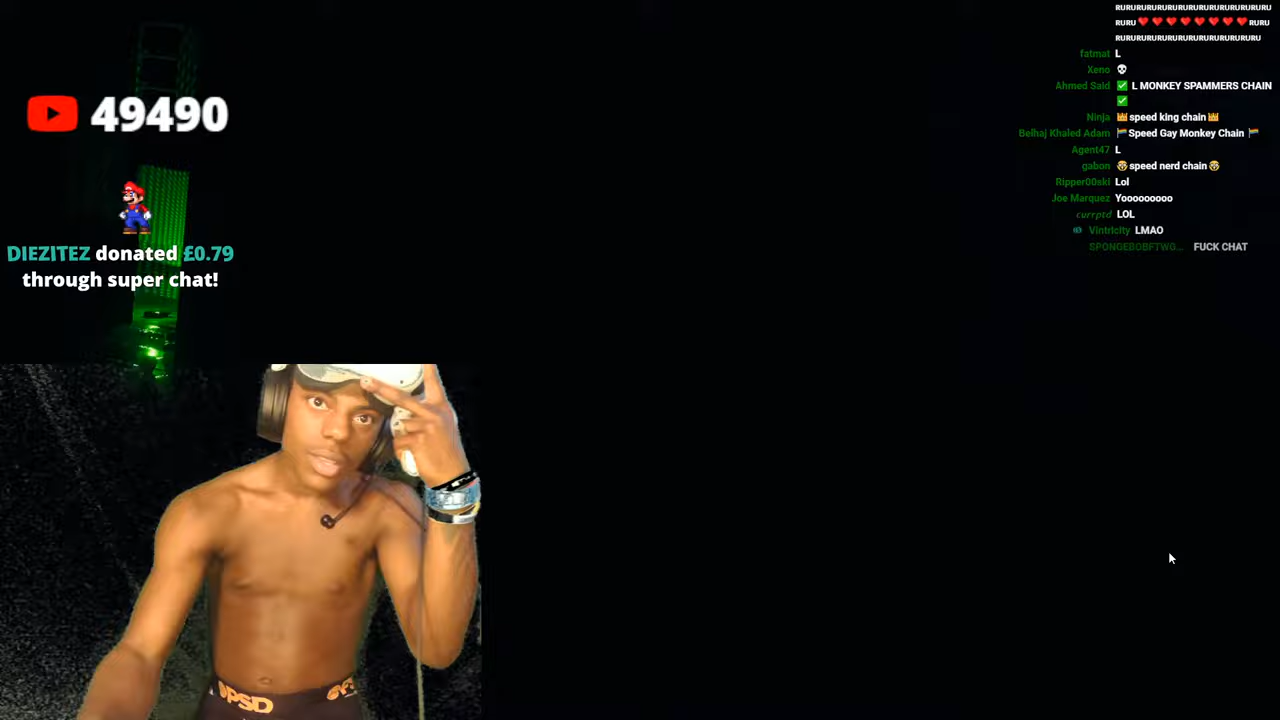 RURURURURURURURURURURURURURURU
RURU❤️❤️❤️❤️❤️❤️❤️❤️RURU
RURURURURURURURURURURURURURU
fatmat L
Xeno 💀
Ahmed Said ✅ L MONKEY SPAMMERS CHAIN
✅
49490
Ninja 👑speed king chain👑
Belhaj Khaled Adam 🏳️‍🌈Speed Gay Monkey Chain 🏳️‍🌈
Agent47 L
gabon 🤓speed nerd chain🤓
Ripper00ski Lol
Joe Marquez Yooooooooo
currptd LOL
Vintricity LMAO
SPONGEBOBFTWG... FUCK CHAT
DIEZITEZ donated £0.79
through super chat!
PSD